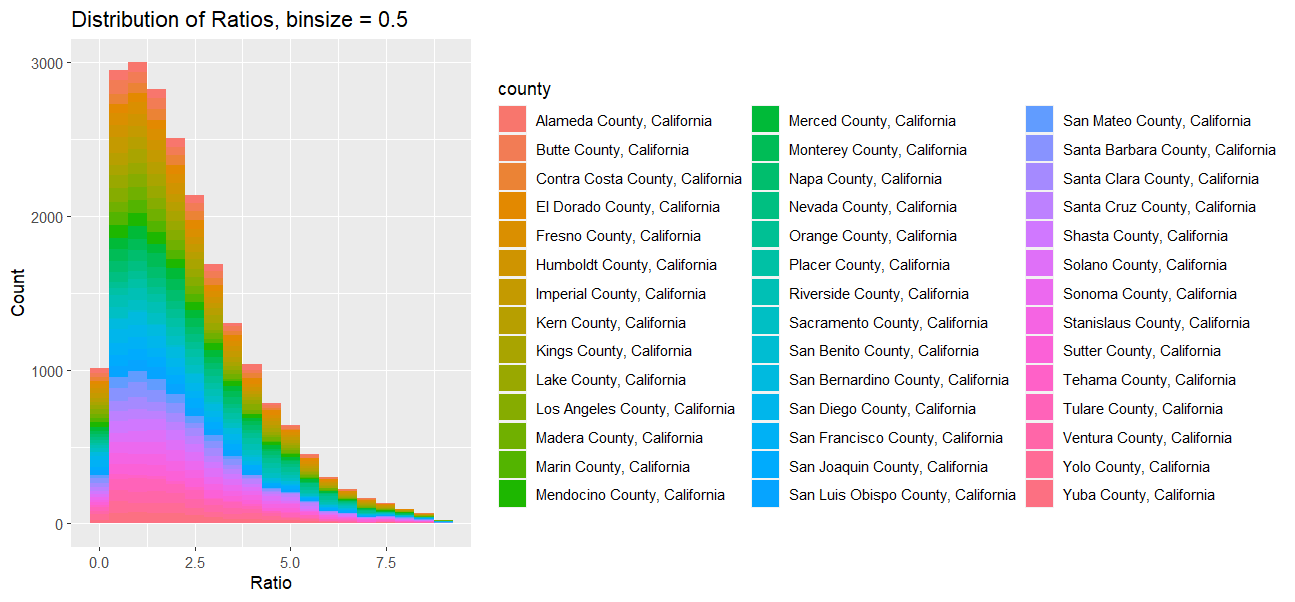 Distribution of Ratios, binsize = 0.5
3000
2000
1000
0
Count
0.0 2.5 5.0 7.5
Ratio
county
Alameda County, California
Butte County, California
Contra Costa County, California
El Dorado County, California
Fresno County, California
Humboldt County, California
Imperial County, California
Kern County, California
Kings County, California
Lake County, California
Los Angeles County, California
Madera County, California
Marin County, California
Mendocino County, California
Merced County, California
Monterey County, California
Napa County, California
Nevada County, California
Orange County, California
Placer County, California
Riverside County, California
Sacramento County, California
San Benito County, California
San Bernardino County, California
San Diego County, California
San Francisco County, California
San Joaquin County, California
San Luis Obispo County, California
San Mateo County, California
Santa Barbara County, California
Santa Clara County, California
Santa Cruz County, California
Shasta County, California
Solano County, California
Sonoma County, California
Stanislaus County, California
Sutter County, California
Tehama County, California
Tulare County, California
Ventura County, California
Yolo County, California
Yuba County, California